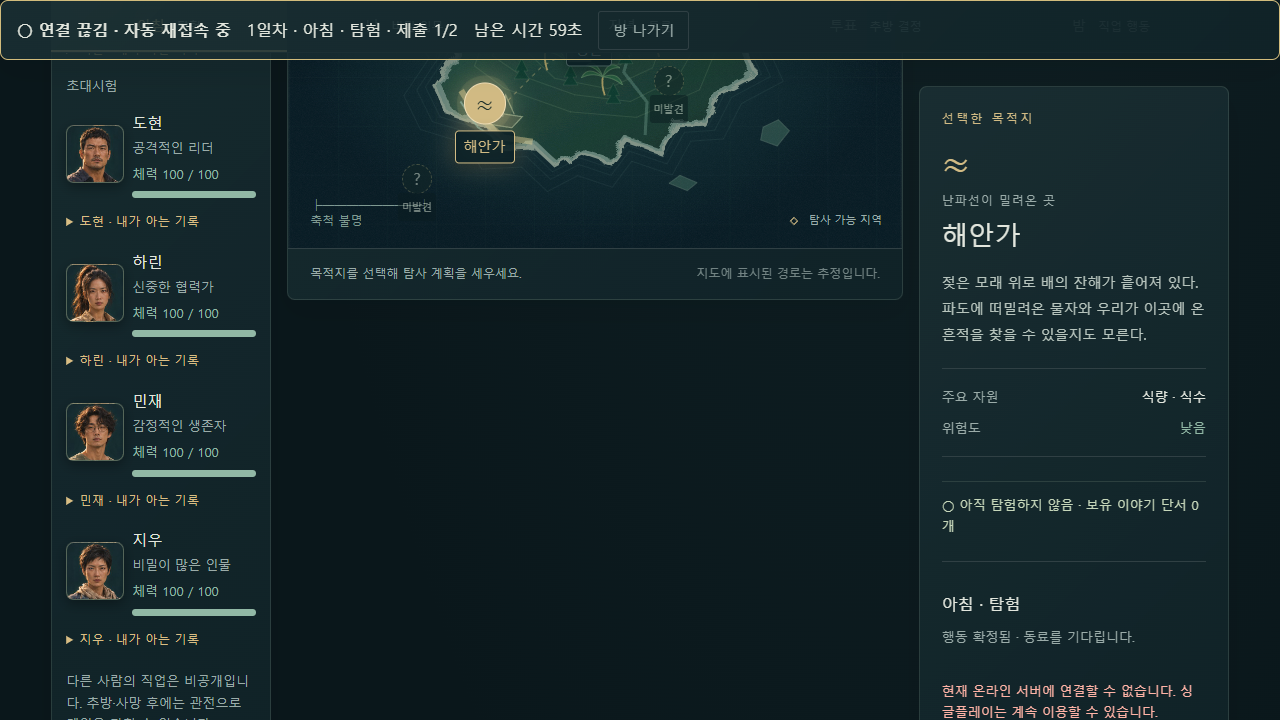 ○ 연결 끊김 · 자동 재접속 중 1일차 · 아침 · 탐험 · 제출 1/2 남은 시간 59초 방 나가기
초대시험
도현
공격적인 리더
체력 100 / 100
▶ 도현 · 내가 아는 기록
하린
신중한 협력가
체력 100 / 100
▶ 하린 · 내가 아는 기록
민재
감정적인 생존자
체력 100 / 100
▶ 민재 · 내가 아는 기록
지우
비밀이 많은 인물
체력 100 / 100
▶ 지우 · 내가 아는 기록
다른 사람의 직업은 비공개입니
다. 추방·사망 후에는 관전으로
?
미발견
≈
해안가
?
미발견
축척 불명
◇ 탐사 가능 지역
목적지를 선택해 탐사 계획을 세우세요.
지도에 표시된 경로는 추정입니다.
선택한 목적지
≈
난파선이 밀려온 곳
해안가
젖은 모래 위로 배의 잔해가 흩어져 있다.
파도에 떠밀려온 물자와 우리가 이곳에 온
흔적을 찾을 수 있을지도 모른다.
주요 자원 식량 · 식수
위험도 낮음
○ 아직 탐험하지 않음 · 보유 이야기 단서 0
개
아침 · 탐험
행동 확정됨 · 동료를 기다립니다.
현재 온라인 서버에 연결할 수 없습니다. 싱
글플레이는 계속 이용할 수 있습니다.